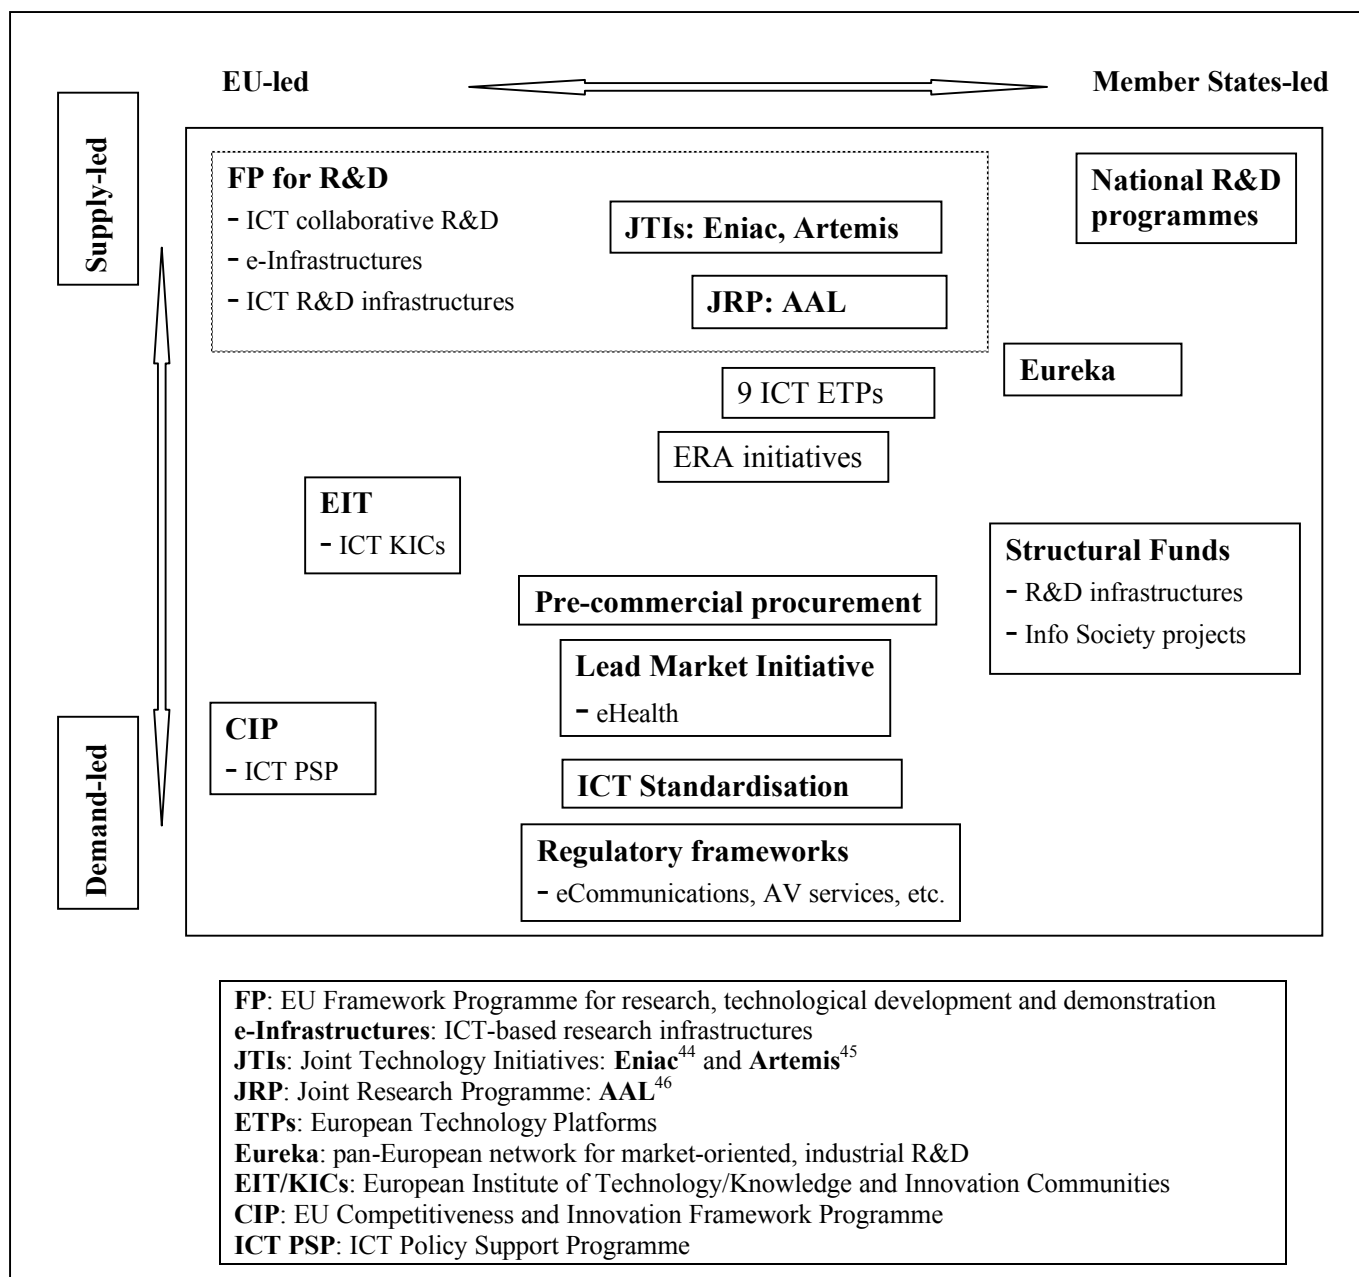 EU-led
Member States-led
Supply-led
FP for R&D
- ICT collaborative R&D
- e-Infrastructures
- ICT R&D infrastructures
JTIs: Eniac, Artemis
JRP: AAL
National R&D
programmes
Eureka
9 ICT ETPs
ERA initiatives
EIT
- ICT KICs
Structural Funds
- R&D infrastructures
- Info Society projects
Pre-commercial procurement
Lead Market Initiative
- eHealth
CIP
- ICT PSP
Demand-led
ICT Standardisation
Regulatory frameworks
- eCommunications, AV services, etc.
FP: EU Framework Programme for research, technological development and demonstration
e-Infrastructures: ICT-based research infrastructures
JTIs: Joint Technology Initiatives: Eniac44 and Artemis45
JRP: Joint Research Programme: AAL46
ETPs: European Technology Platforms
Eureka: pan-European network for market-oriented, industrial R&D
EIT/KICs: European Institute of Technology/Knowledge and Innovation Communities
CIP: EU Competitiveness and Innovation Framework Programme
ICT PSP: ICT Policy Support Programme